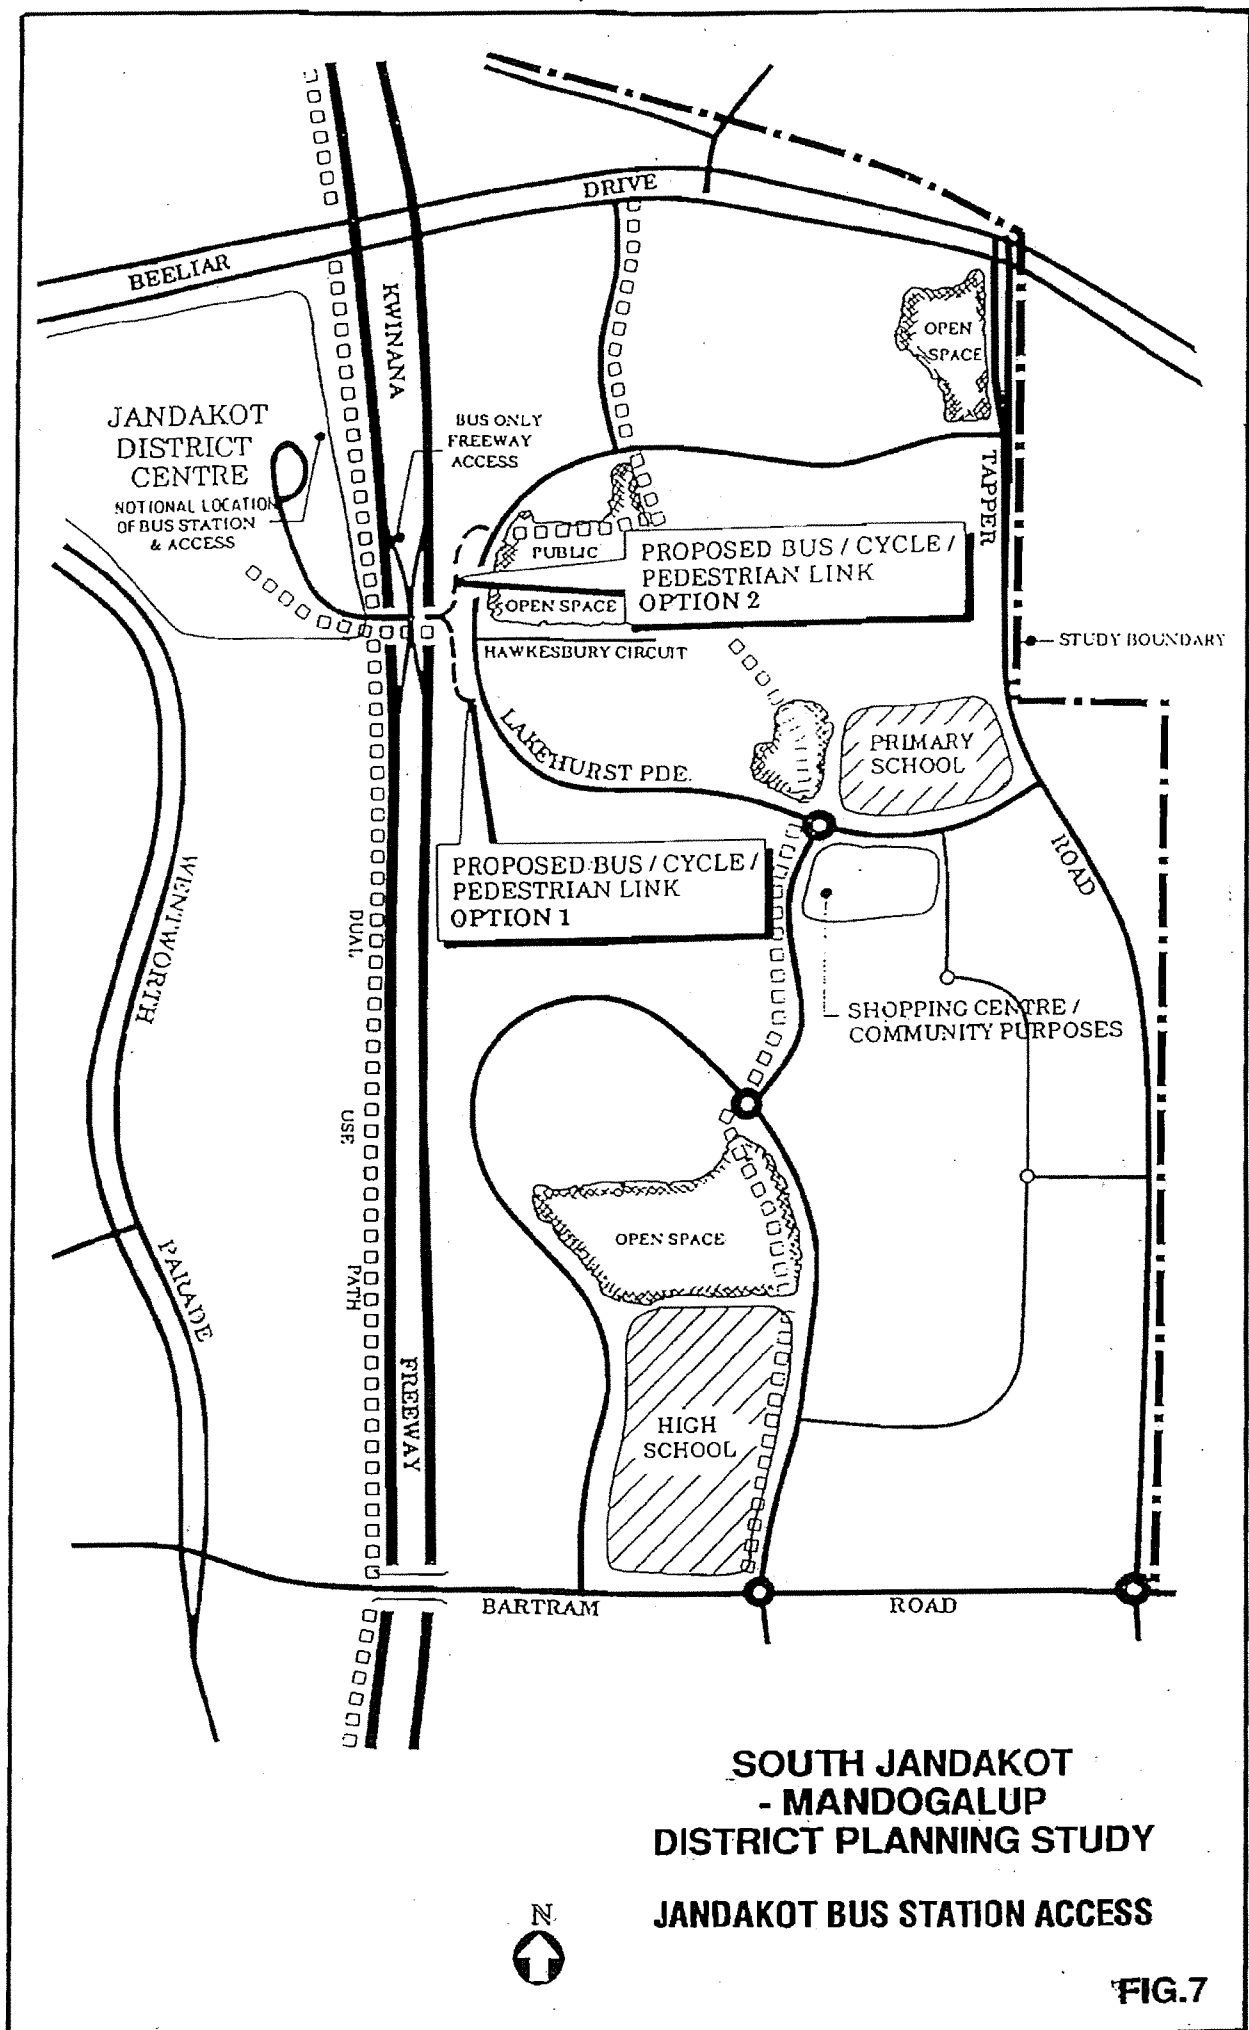 DRIVE
BEELIAR
KWINANA
OPEN
SPACE
JANDAKOT
DISTRICT
CENTRE
NOTIONAL LOCATION
OF BUS STATION
& ACCESS
BUS ONLY
FREEWAY
ACCESS
TAPPER
PUBLIC
OPEN SPACE
PROPOSED BUS / CYCLE /
PEDESTRIAN LINK
OPTION 2
STUDY BOUNDARY
HAWKESBURY CIRCUIT
LAKEHURST PDE.
PRIMARY
SCHOOL
PROPOSED BUS / CYCLE /
PEDESTRIAN LINK
OPTION 1
ROAD
WENTWORTH
DUAL
SHOPPING CENTRE /
COMMUNITY PURPOSES
USE
OPEN SPACE
PARADE
PATH
FREEWAY
HIGH
SCHOOL
BARTRAM
ROAD
SOUTH JANDAKOT
- MANDOGALUP
DISTRICT PLANNING STUDY
JANDAKOT BUS STATION ACCESS
N
FIG.7